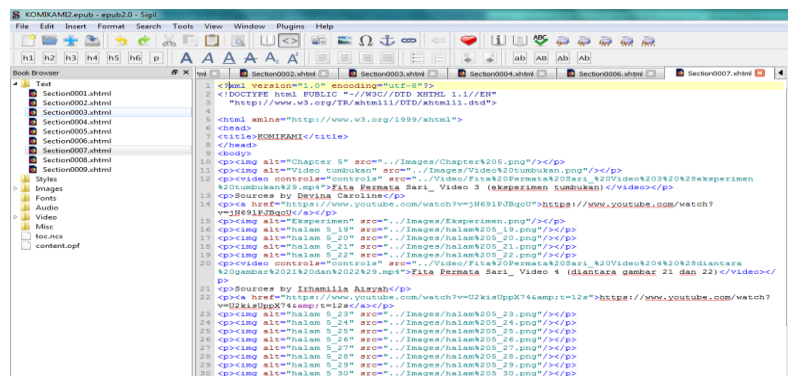 KOMIKAMI2.epub - epub2.0 - Sigil
File Edit Insert Format Search Tools View Window Plugins Help
h1 h2 h3 h4 h5 h6 p A A A A A, A' ab AB Ab Ab
Book Browser
Text
Section0001.xhtml
Section0002.xhtml
Section0003.xhtml
Section0004.xhtml
Section0005.xhtml
Section0006.xhtml
Section0007.xhtml
Section0008.xhtml
Section0009.xhtml
Styles
Images
Fonts
Audio
Video
Misc
toc.ncx
content.opf
Section0002.xhtml Section0003.xhtml Section0004.xhtml Section0006.xhtml Section0007.xhtml
1 <?xml version="1.0" encoding="utf-8"?>
2 <!DOCTYPE html PUBLIC "-//W3C//DTD XHTML 1.1//EN"
3 "http://www.w3.org/TR/xhtml11/DTD/xhtml11.dtd">
4
5 <html xmlns="http://www.w3.org/1999/xhtml">
6 <head>
7 <title>KOMIKAMI</title>
8 </head>
9 <body>
10 <p><img alt="Chapter 5" src="../Images/Chapter%205.png"/></p>
11 <p><img alt="Video tumbukan" src="../Images/Video%20tumbukan.png"/></p>
12 <p><video controls="controls" src="../Video/Fita%20Permata%20Sari_%20Video%203%20%28eksperimen
%20tumbukan%29.mp4">Fita Permata Sari_ Video 3 (eksperimen tumbukan)</video></p>
13 <p>Sources by Devina Caroline</p>
14 <p><a href="https://www.youtube.com/watch?v=jN691PJBqcU">https://www.youtube.com/watch?
v=jN691PJBqcU</a></p>
15 <p><img alt="Eksperimen" src="../Images/Eksperimen.png"/></p>
16 <p><img alt="halam 5_19" src="../Images/halam%205_19.png"/></p>
17 <p><img alt="halam 5_20" src="../Images/halam%205_20.png"/></p>
18 <p><img alt="halam 5_21" src="../Images/halam%205_21.png"/></p>
19 <p><img alt="halam 5_22" src="../Images/halam%205_22.png"/></p>
20 <p><video controls="controls" src="../Video/Fita%20Permata%20Sari_%20Video%204%20%28diantara
%20gambar%2021%20dan%2022%29.mp4">Fita Permata Sari_ Video 4 (diantara gambar 21 dan 22)</video></
p>
21 <p>Sources by Irhamilla Aisyah</p>
22 <p><a href="https://www.youtube.com/watch?v=U2kisUppX74&amp;t=12s">https://www.youtube.com/watch?
v=U2kisUppX74&amp;t=12s</a></p>
23 <p><img alt="halam 5_23" src="../Images/halam%205_23.png"/></p>
24 <p><img alt="halam 5_24" src="../Images/halam%205_24.png"/></p>
25 <p><img alt="halam 5_25" src="../Images/halam%205_25.png"/></p>
26 <p><img alt="halam 5_26" src="../Images/halam%205_26.png"/></p>
27 <p><img alt="halam 5_27" src="../Images/halam%205_27.png"/></p>
28 <p><img alt="halam 5_28" src="../Images/halam%205_28.png"/></p>
29 <p><img alt="halam 5_29" src="../Images/halam%205_29.png"/></p>
30 <p><img alt="halam 5_30" src="../Images/halam%205_30.png"/></p>